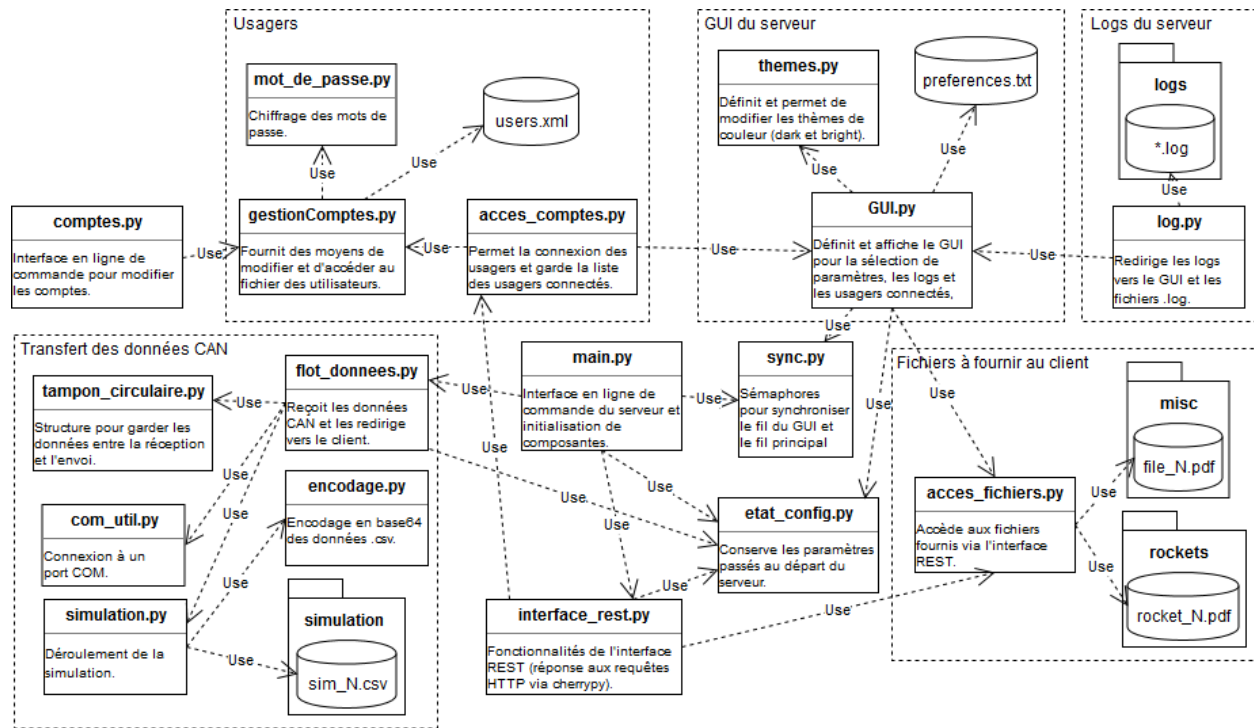 Usagers
mot_de_passe.py
Chiffrage des mots de
passe.
users.xml
Use
Use
gestionComptes.py
Fournit des moyens de
modifier et d'accéder au
fichier des utilisateurs.
Use
acces_comptes.py
Permet la connexion des
usagers et garde la liste
des usagers connectés.
comptes.py
Interface en ligne de
commande pour modifier
les comptes.
Use
Use
GUI du serveur
themes.py
Définit et permet de
modifier les thèmes de
couleur (dark et bright).
preferences.txt
Use
Use
GUI.py
Définit et affiche le GUI
pour la sélection de
paramètres, les logs et
les usagers connectés,
Logs du serveur
logs
*.log
Use
log.py
Redirige les logs
vers le GUI et les
fichiers .log.
Use
Transfert des données CAN
tampon_circulaire.py
Structure pour garder les
données entre la réception
et l'envoi.
Use
flot_donnees.py
Reçoit les données
CAN et les redirige
vers le client.
Use
main.py
Interface en ligne de
commande du serveur et
initialisation de
composantes.
Use
Use
sync.py
Sémaphores
pour synchroniser
le fil du GUI et
le fil principal
Use
Use
Fichiers à fournir au client
misc
file_N.pdf
Use
acces_fichiers.py
Accède aux fichiers
fournis via l'interface
REST.
Use
rockets
rocket_N.pdf
com_util.py
Connexion à un
port COM.
Use
Use
encodage.py
Encodage en base64
des données .csv.
Use
simulation.py
Déroulement de la
simulation.
Use
simulation
sim_N.csv
Use
Use
Use
Use
etat_config.py
Conserve les paramètres
passés au départ du
serveur.
Use
Use
interface_rest.py
Fonctionnalités de l'interface
REST (réponse aux requêtes
HTTP via cherrypy).
Use